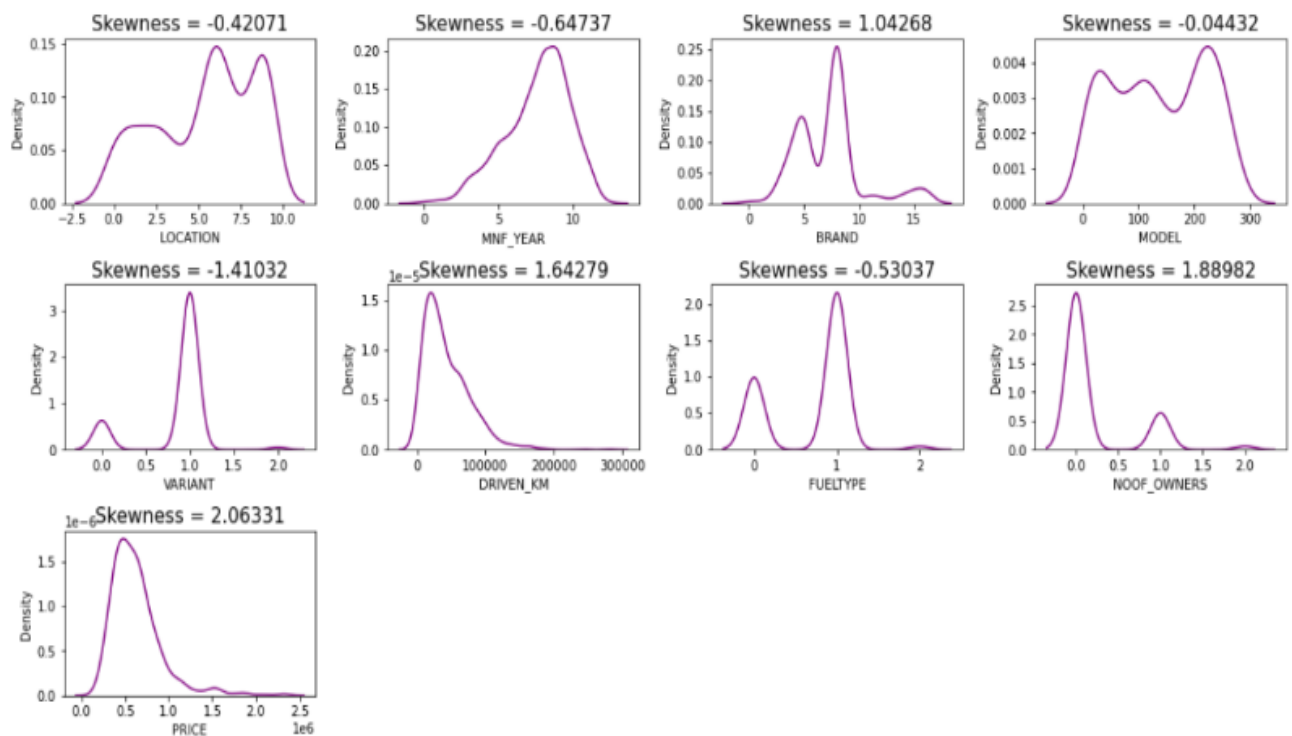 Skewness = -0.42071
Skewness = -0.64737
Skewness = 1.04268
Skewness = -0.04432
0.15
0.10
0.05
0.00
Density
−2.5 0.0 2.5 5.0 7.5 10.0
LOCATION
0.20
0.15
0.10
0.05
0.00
Density
0 5 10
MNF_YEAR
0.25
0.20
0.15
0.10
0.05
0.00
Density
0 5 10 15
BRAND
0.004
0.003
0.002
0.001
0.000
Density
0 100 200 300
MODEL
Skewness = -1.41032
1e−5
Skewness = 1.64279
Skewness = -0.53037
Skewness = 1.88982
3
2
1
0
Density
0.0 0.5 1.0 1.5 2.0
VARIANT
1.5
1.0
0.5
0.0
Density
0 100000 200000 300000
DRIVEN_KM
2.0
1.5
1.0
0.5
0.0
Density
0 1 2
FUELTYPE
2.5
2.0
1.5
1.0
0.5
0.0
Density
0.0 0.5 1.0 1.5 2.0
NOOF_OWNERS
1e−6
Skewness = 2.06331
1.5
1.0
0.5
0.0
Density
0.0 0.5 1.0 1.5 2.0 2.5
1e6
PRICE